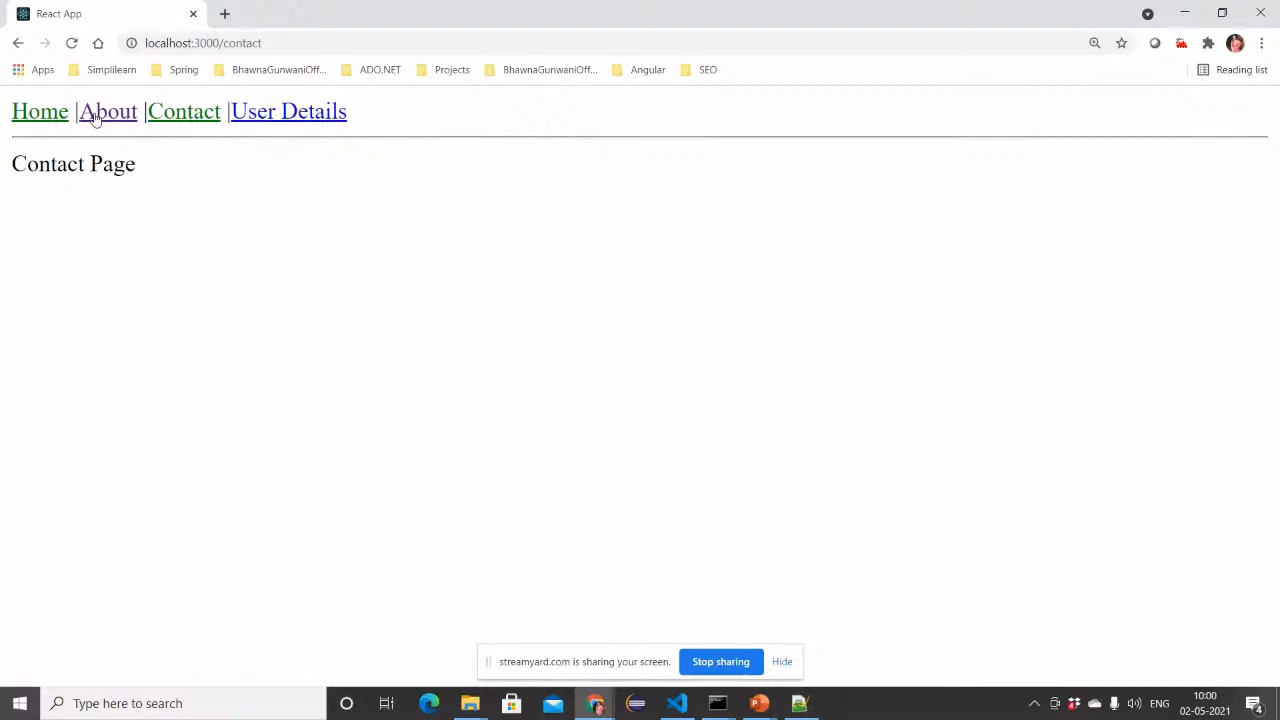 React App
localhost:3000/contact
Apps Simplilearn Spring BhawnaGunwaniOff... ADO.NET Projects BhawnaGunwaniOff... Angular SEO Reading list
Home |About |Contact |User Details
Contact Page
streamyard.com is sharing your screen. Stop sharing Hide
Type here to search ENG 10:00
02-05-2021 4